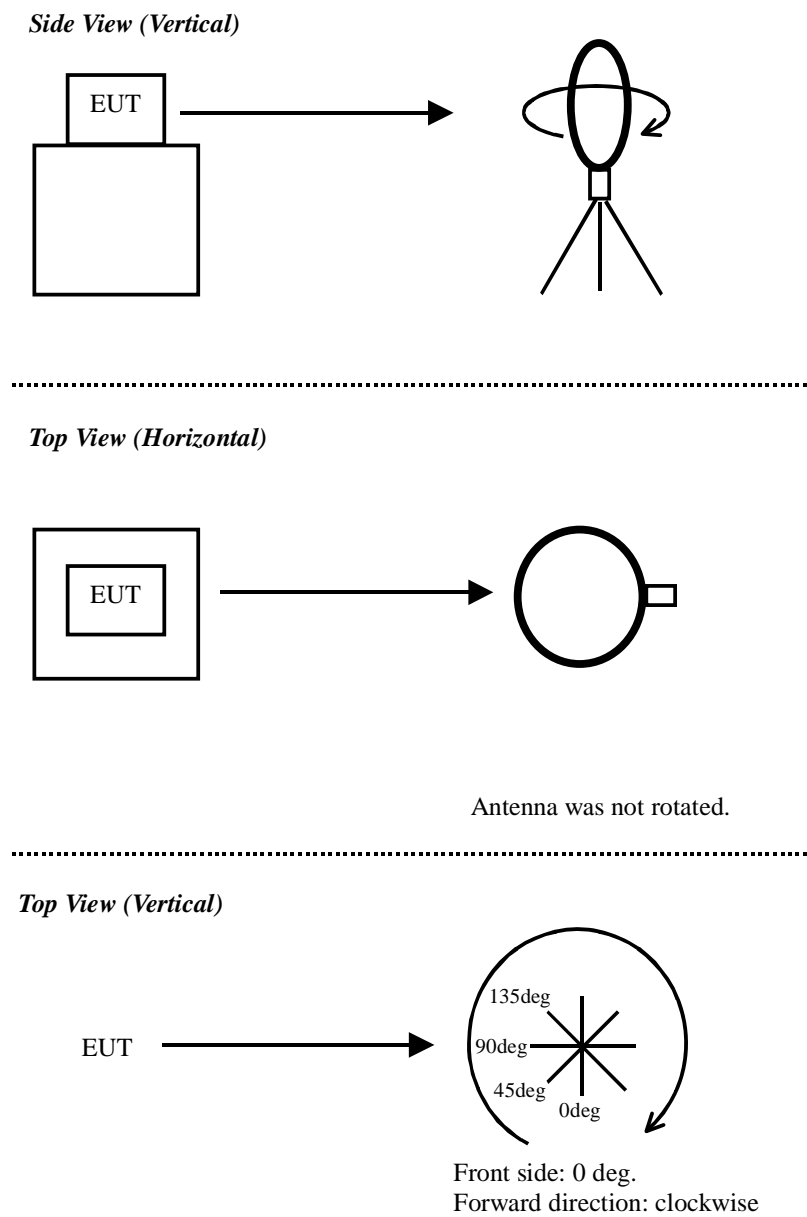 Side View (Vertical)
EUT
Top View (Horizontal)
EUT
Antenna was not rotated.
Top View (Vertical)
135deg
EUT
90deg
45deg
0deg
Front side: 0 deg.
Forward direction: clockwise